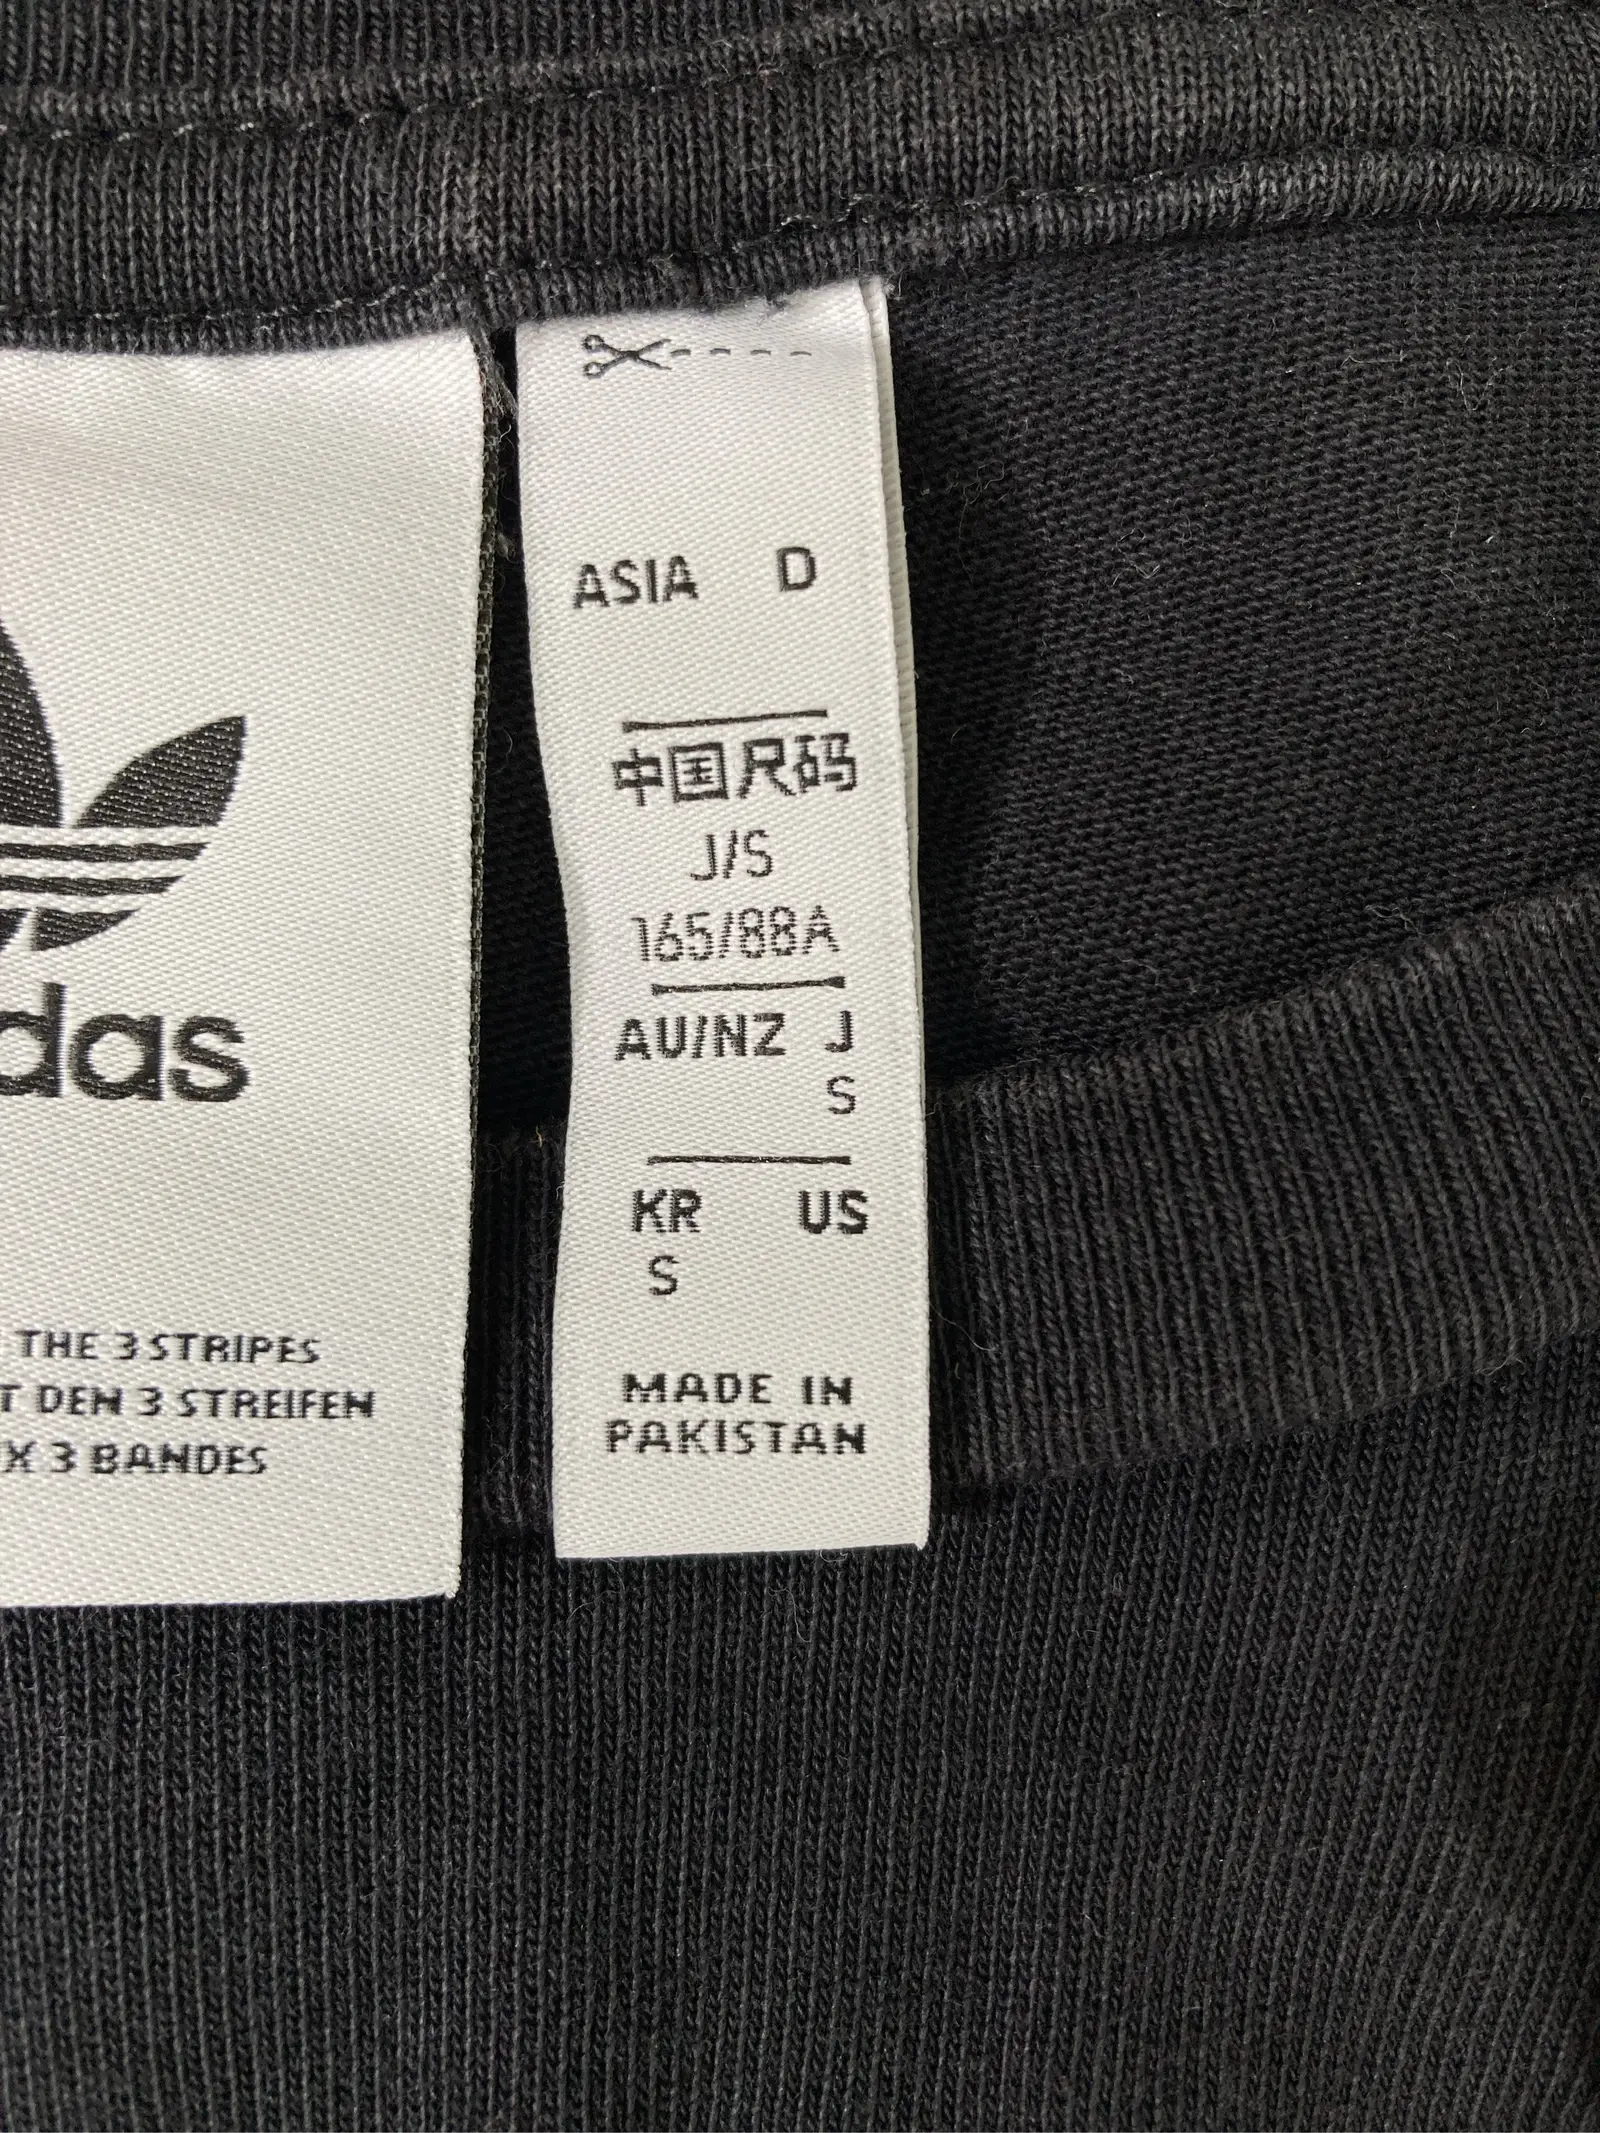 das
THE 3 STRIPES
T DEN 3 STREIFEN
X 3 BANDES
ASIA D
中国尺码
J/S
165/88A
AU/NZ J
S
KR US
S
MADE IN
PAKISTAN